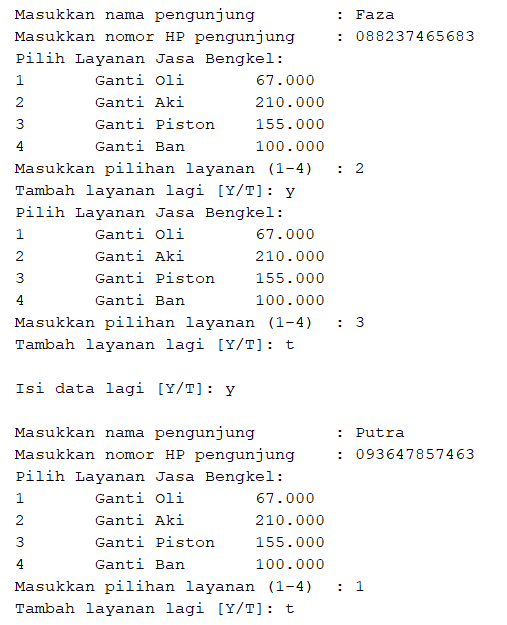 Masukkan nama pengunjung        : Faza
Masukkan nomor HP pengunjung    : 088237465683
Pilih Layanan Jasa Bengkel:
1       Ganti Oli       67.000
2       Ganti Aki       210.000
3       Ganti Piston    155.000
4       Ganti Ban       100.000
Masukkan pilihan layanan (1-4)  : 2
Tambah layanan lagi [Y/T]: y
Pilih Layanan Jasa Bengkel:
1       Ganti Oli       67.000
2       Ganti Aki       210.000
3       Ganti Piston    155.000
4       Ganti Ban       100.000
Masukkan pilihan layanan (1-4)  : 3
Tambah layanan lagi [Y/T]: t

Isi data lagi [Y/T]: y

Masukkan nama pengunjung        : Putra
Masukkan nomor HP pengunjung    : 093647857463
Pilih Layanan Jasa Bengkel:
1       Ganti Oli       67.000
2       Ganti Aki       210.000
3       Ganti Piston    155.000
4       Ganti Ban       100.000
Masukkan pilihan layanan (1-4)  : 1
Tambah layanan lagi [Y/T]: t